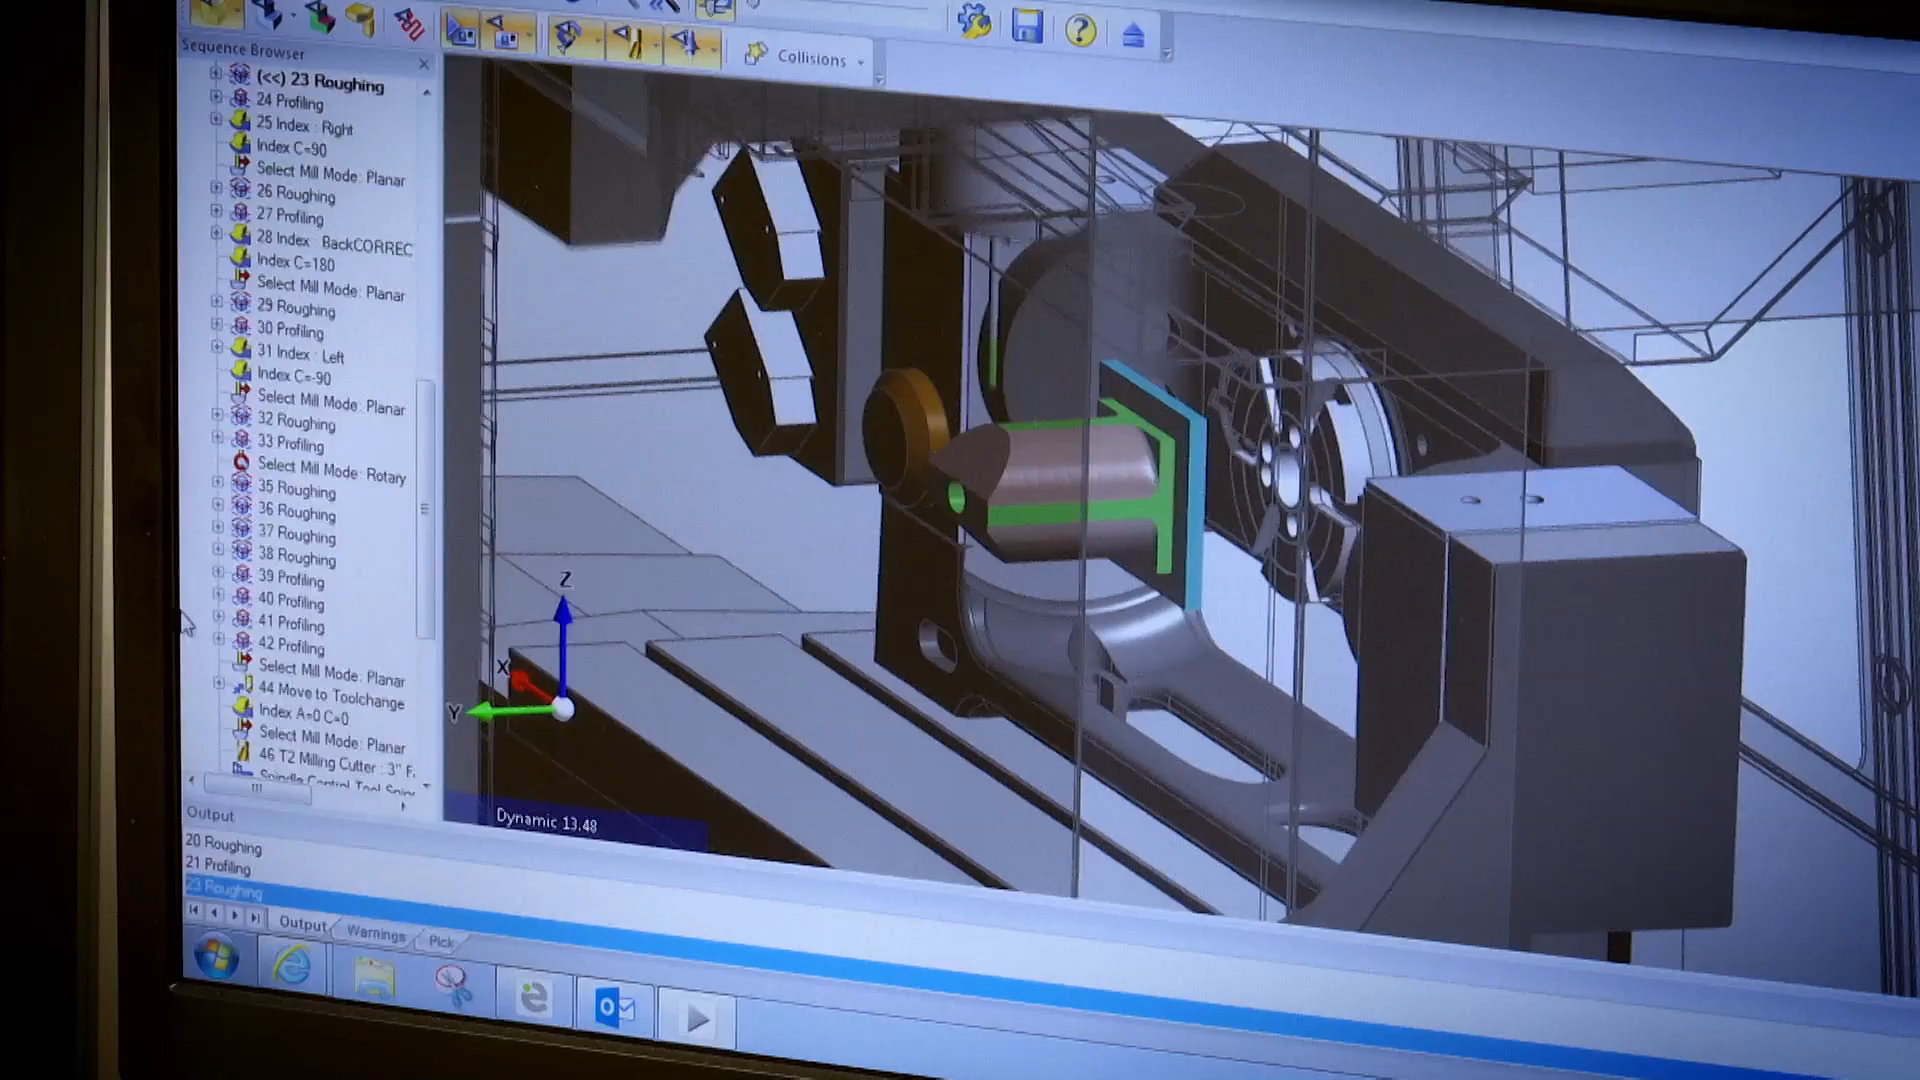 Collisions
Sequence Browser
(<<) 23 Roughing
24 Profiling
25 Index : Right
Index C=90
Select Mill Mode: Planar
26 Roughing
27 Profiling
28 Index : BackCORREC
Index C=180
Select Mill Mode: Planar
29 Roughing
30 Profiling
31 Index : Left
Index C=-90
Select Mill Mode: Planar
32 Roughing
33 Profiling
Select Mill Mode: Rotary
35 Roughing
36 Roughing
37 Roughing
38 Roughing
39 Profiling
40 Profiling
41 Profiling
42 Profiling
Select Mill Mode: Planar
44 Move to Toolchange
Index A=0 C=0
Select Mill Mode: Planar
46 T2 Milling Cutter : 3" F.
Spindle Control Tool Spin
Z
X
Y
Dynamic 13.48
Output
20 Roughing
21 Profiling
23 Roughing
Output
Warnings
Pick